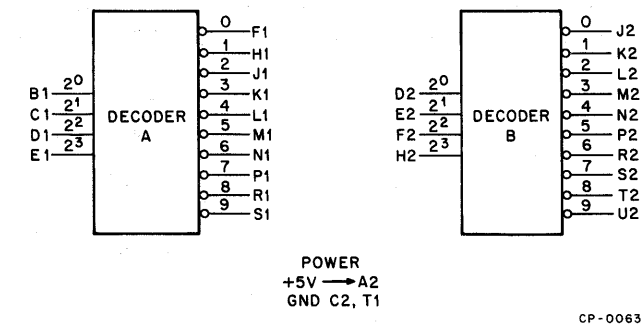 0 F1
1 H1
2 J1
B1 2⁰ 3 K1
C1 2¹ DECODER 4 L1
D1 2² A 5 M1
E1 2³ 6 N1
7 P1
8 R1
9 S1
0 J2
1 K2
2 L2
D2 2⁰ 3 M2
E2 2¹ DECODER 4 N2
F2 2² B 5 P2
H2 2³ 6 R2
7 S2
8 T2
9 U2
POWER
+5V → A2
GND C2, T1
CP-0063